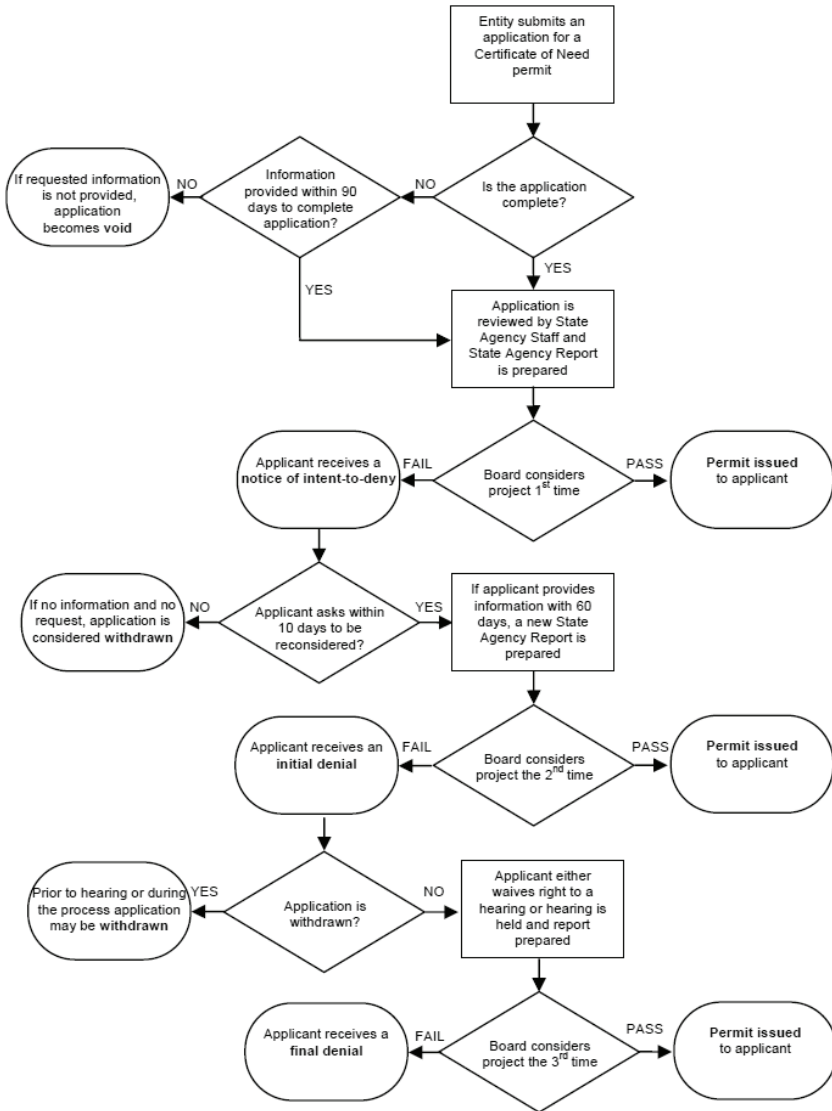 Entity submits an
application for a
Certificate of Need
permit
If requested information
is not provided,
application
becomes void
NO
Information
provided within 90
days to complete
application?
NO
Is the application
complete?
YES
YES
Application is
reviewed by State
Agency Staff and
State Agency Report
is prepared
Applicant receives a
notice of intent-to-deny
FAIL
Board considers
project 1st time
PASS
Permit issued
to applicant
If no information and no
request, application is
considered withdrawn
NO
Applicant asks within
10 days to be
reconsidered?
YES
If applicant provides
information with 60
days, a new State
Agency Report is
prepared
Applicant receives an
initial denial
FAIL
Board considers
project the 2nd time
PASS
Permit issued
to applicant
Prior to hearing or during
the process application
may be withdrawn
YES
Application is
withdrawn?
NO
Applicant either
waives right to a
hearing or hearing is
held and report
prepared
Applicant receives a
final denial
FAIL
Board considers
project the 3rd time
PASS
Permit issued
to applicant